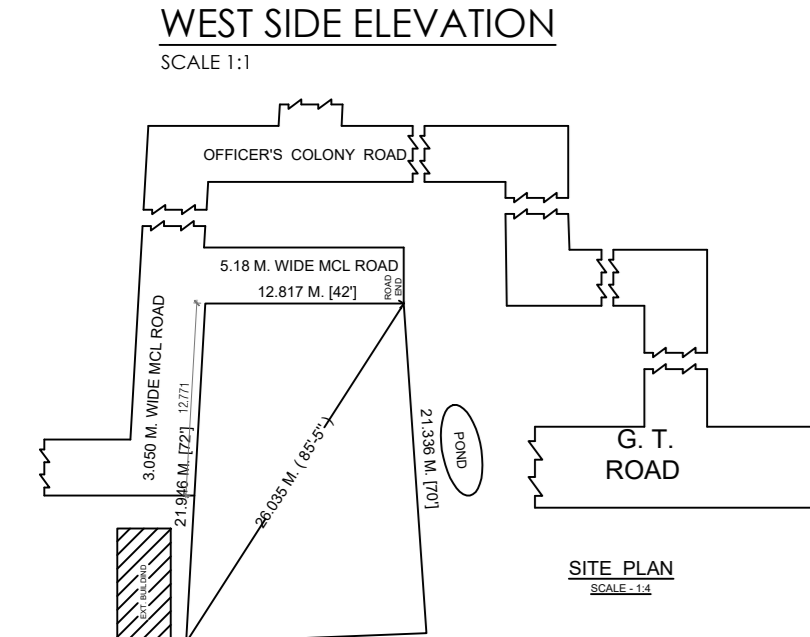 WEST SIDE ELEVATION
SCALE 1:1
OFFICER'S COLONY ROAD
5.18 M. WIDE MCL ROAD
12.817 M. [42']
ROAD
END
3.050 M. WIDE MCL ROAD
12.771
21.946 M. [72']
26.035 M. ( 85'-5'' )
21.336 M. [70']
POND
G. T.
ROAD
EXT. BUILDIND
SITE PLAN
SCALE - 1:4